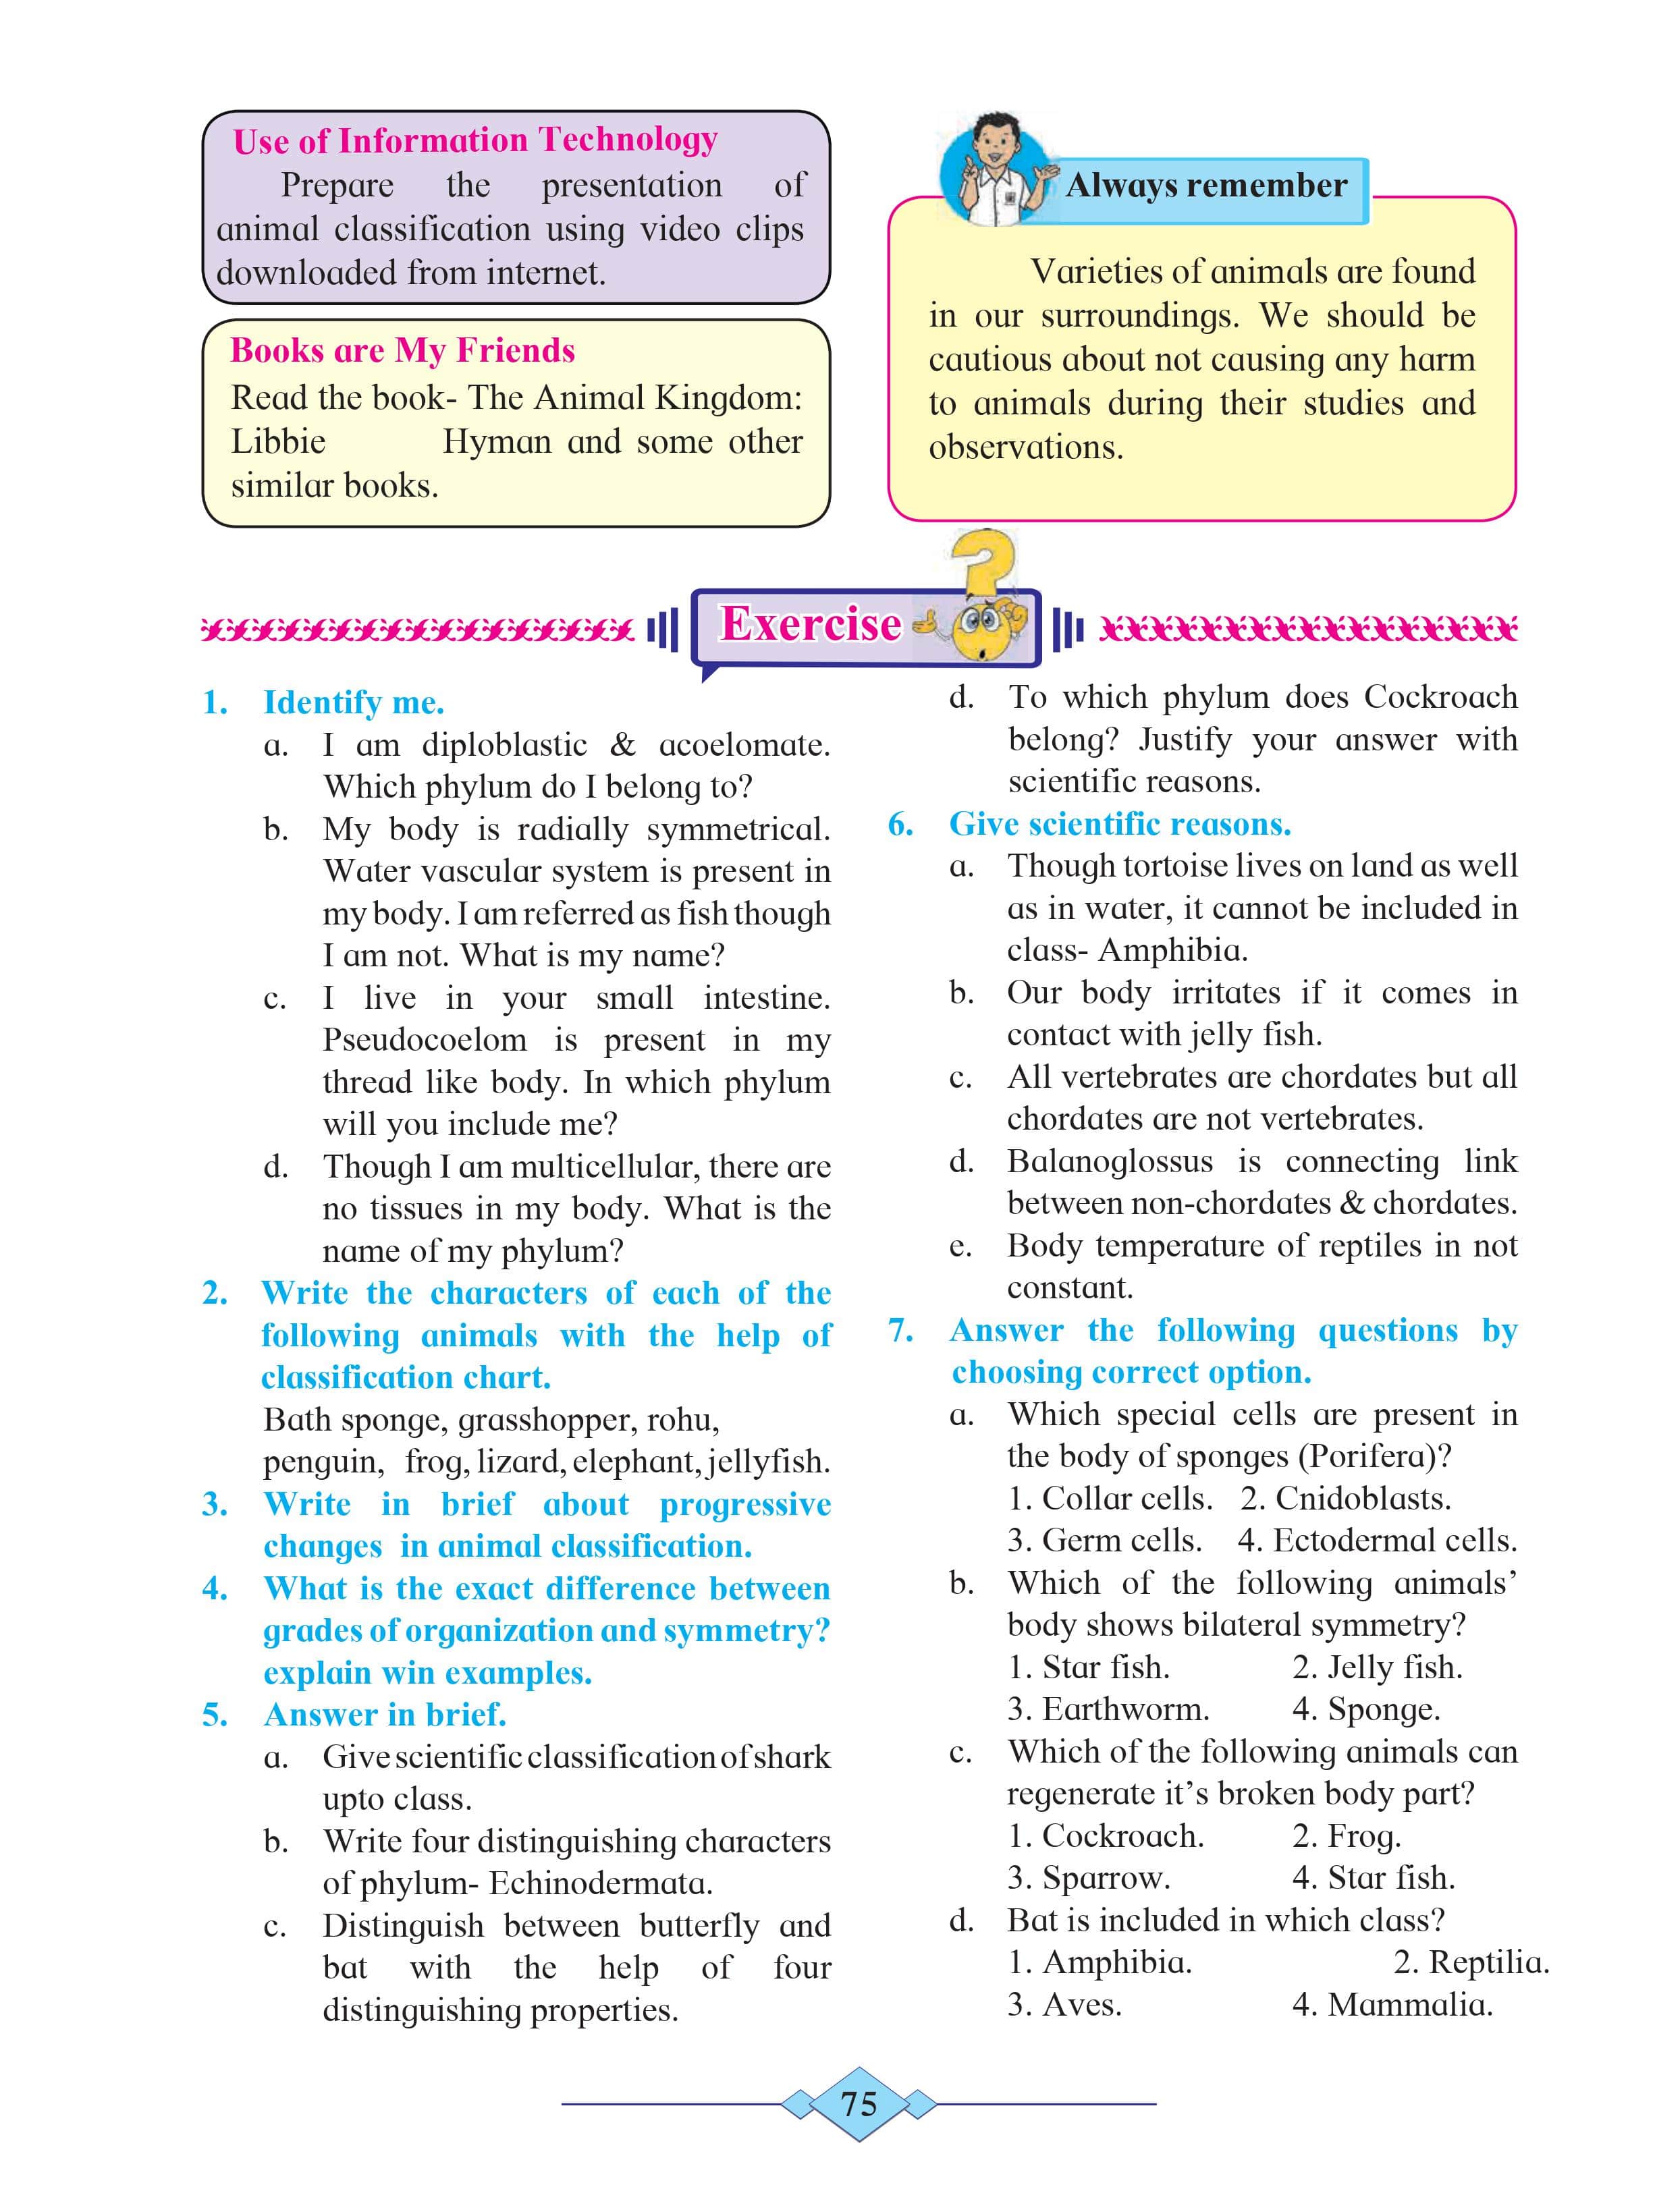 Use of Information Technology
Prepare the presentation of
animal classification using video clips
downloaded from internet.
Books are My Friends
Read the book- The Animal Kingdom:
Libbie Hyman and some other
similar books.
Always remember
Varieties of animals are found
in our surroundings. We should be
cautious about not causing any harm
to animals during their studies and
observations.
Exercise
1. Identify me.
a. I am diploblastic & acoelomate.
Which phylum do I belong to?
b. My body is radially symmetrical.
Water vascular system is present in
my body. I am referred as fish though
I am not. What is my name?
c. I live in your small intestine.
Pseudocoelom is present in my
thread like body. In which phylum
will you include me?
d. Though I am multicellular, there are
no tissues in my body. What is the
name of my phylum?
2. Write the characters of each of the
following animals with the help of
classification chart.
Bath sponge, grasshopper, rohu,
penguin, frog, lizard, elephant, jellyfish.
3. Write in brief about progressive
changes in animal classification.
4. What is the exact difference between
grades of organization and symmetry?
explain win examples.
5. Answer in brief.
a. Give scientific classification of shark
upto class.
b. Write four distinguishing characters
of phylum- Echinodermata.
c. Distinguish between butterfly and
bat with the help of four
distinguishing properties.
d. To which phylum does Cockroach
belong? Justify your answer with
scientific reasons.
6. Give scientific reasons.
a. Though tortoise lives on land as well
as in water, it cannot be included in
class- Amphibia.
b. Our body irritates if it comes in
contact with jelly fish.
c. All vertebrates are chordates but all
chordates are not vertebrates.
d. Balanoglossus is connecting link
between non-chordates & chordates.
e. Body temperature of reptiles in not
constant.
7. Answer the following questions by
choosing correct option.
a. Which special cells are present in
the body of sponges (Porifera)?
1. Collar cells. 2. Cnidoblasts.
3. Germ cells. 4. Ectodermal cells.
b. Which of the following animals’
body shows bilateral symmetry?
1. Star fish. 2. Jelly fish.
3. Earthworm. 4. Sponge.
c. Which of the following animals can
regenerate it’s broken body part?
1. Cockroach. 2. Frog.
3. Sparrow. 4. Star fish.
d. Bat is included in which class?
1. Amphibia. 2. Reptilia.
3. Aves. 4. Mammalia.
75